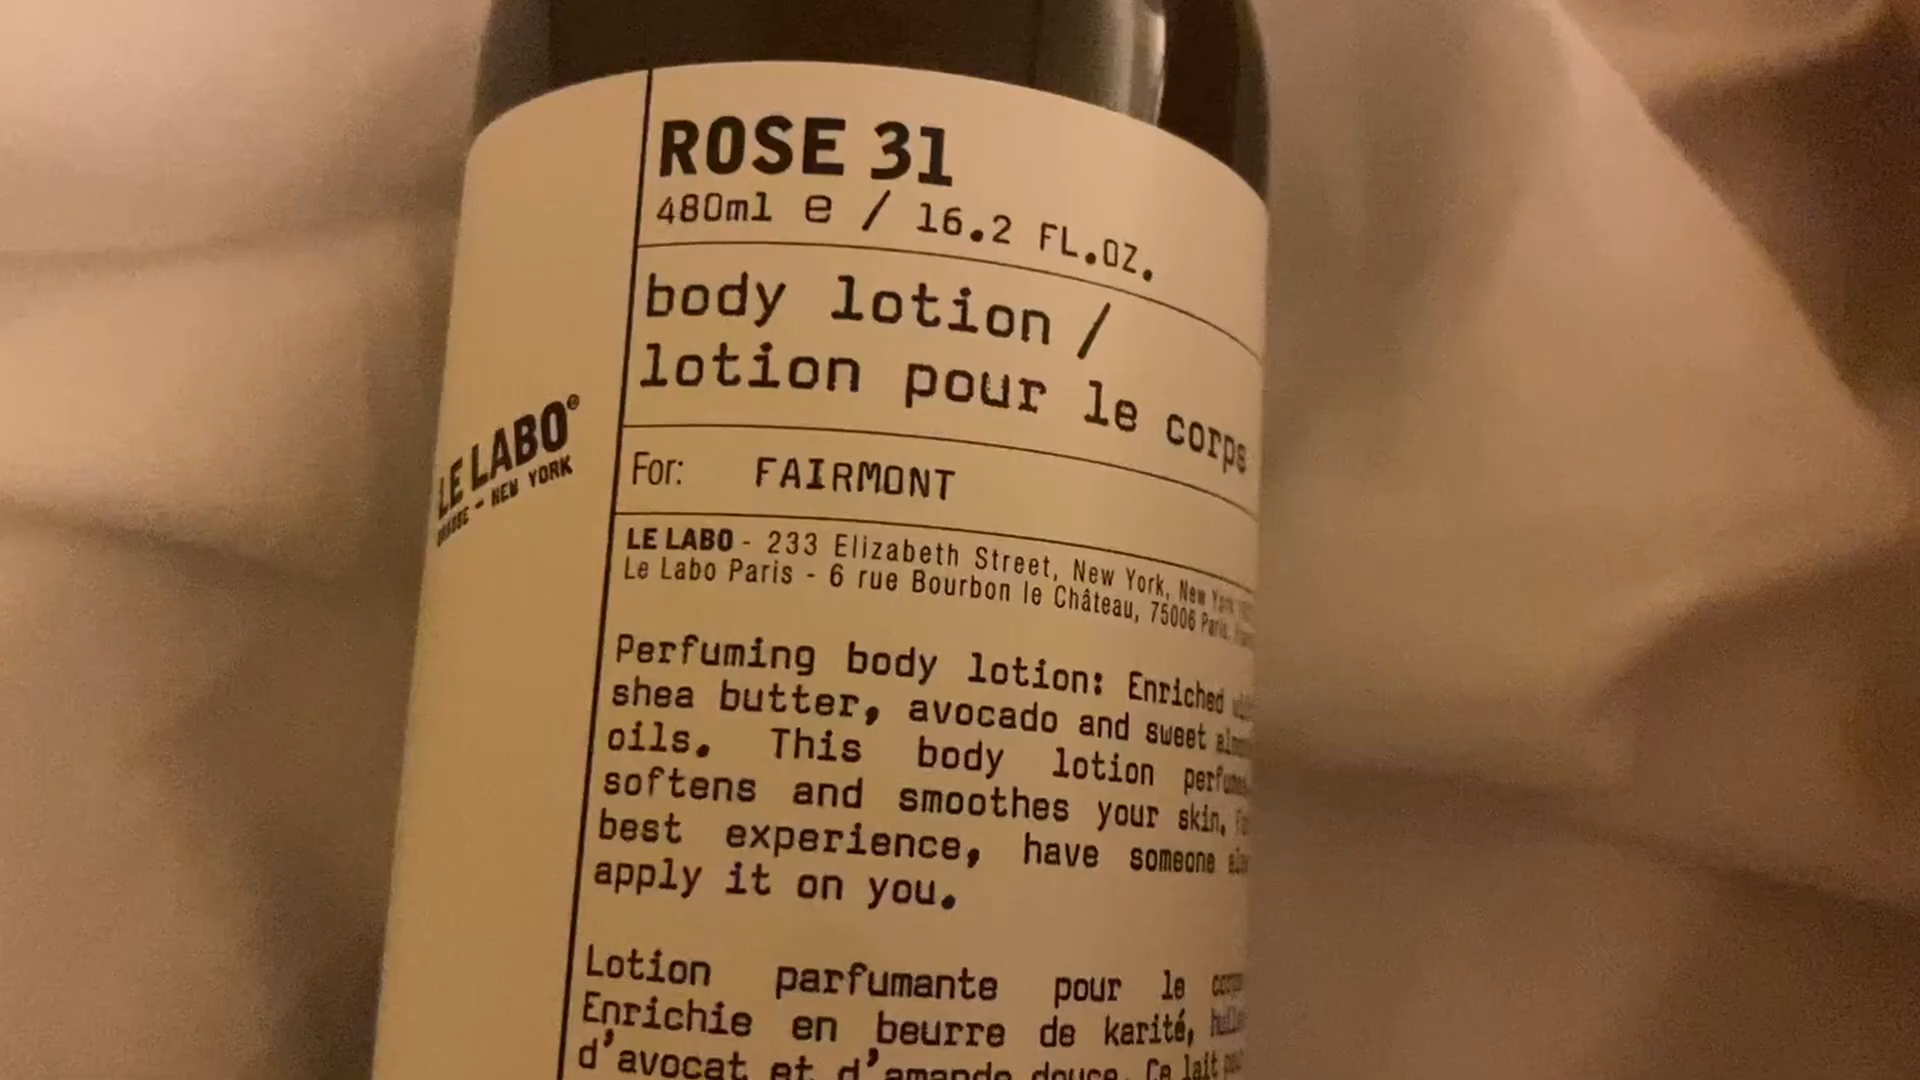 ROSE 31
480ml e / 16.2 FL.OZ.
body lotion /
lotion pour le corps
For: FAIRMONT
LE LABO®
GRASSE - NEW YORK
LE LABO - 233 Elizabeth Street, New York, New York
Le Labo Paris - 6 rue Bourbon le Château, 75006 Paris,
Perfuming body lotion: Enriched
shea butter, avocado and sweet
oils. This body lotion
softens and smoothes your skin.
best experience, have someone
apply it on you.
Lotion parfumante pour le corps
Enrichie en beurre de karité,
d'avocat et d'amande douce. Ce lait